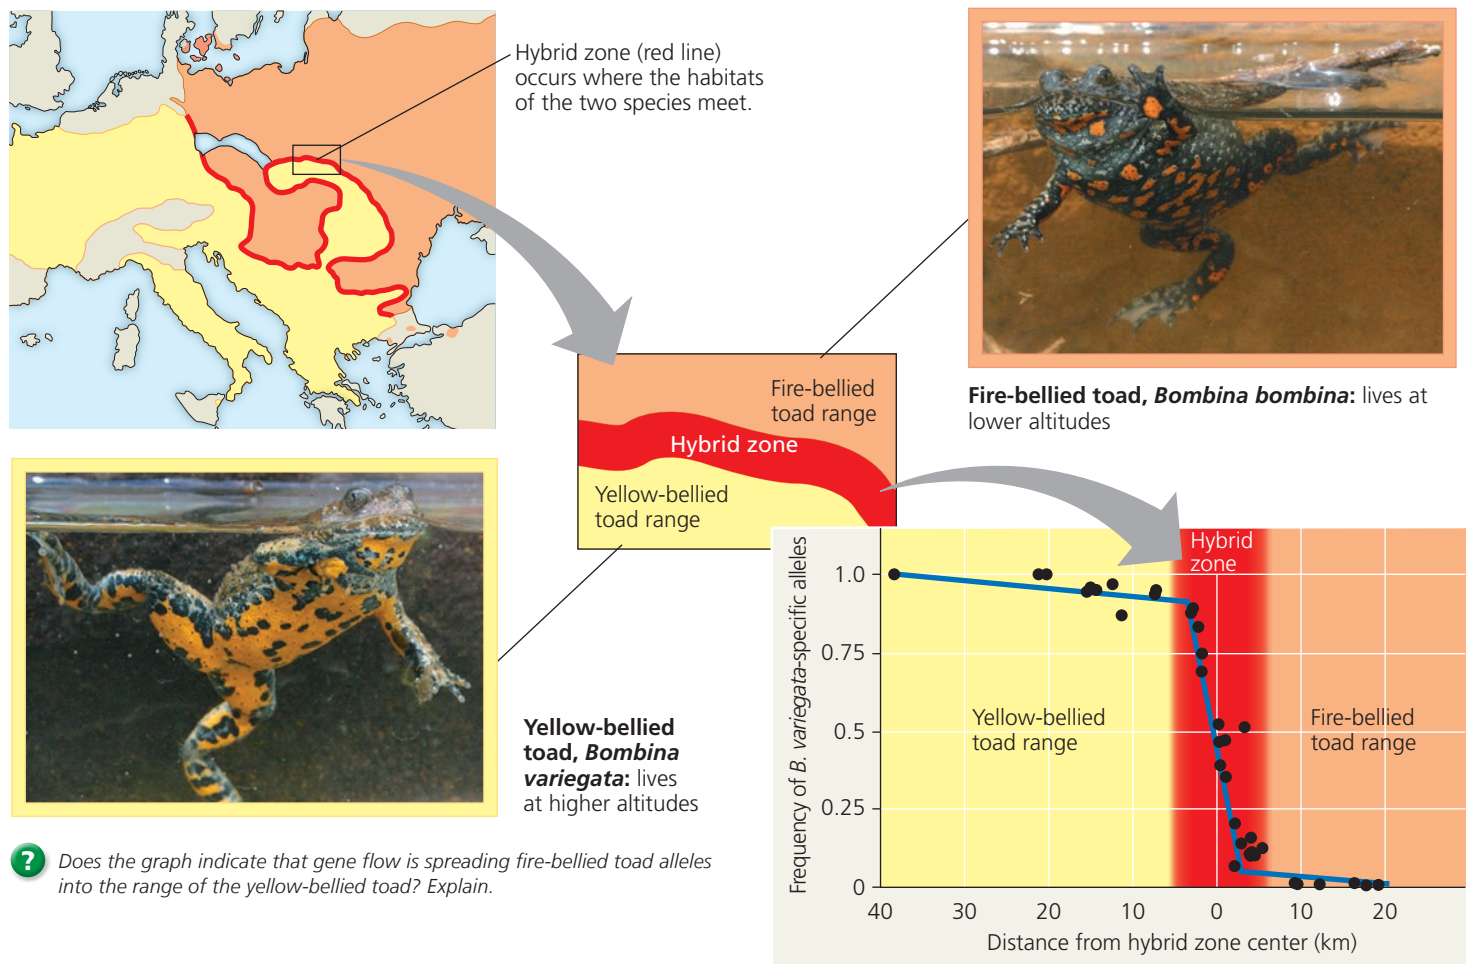 Hybrid zone (red line)
occurs where the habitats
of the two species meet.
Fire-bellied toad, Bombina bombina: lives at
lower altitudes
Fire-bellied
toad range
Hybrid zone
Yellow-bellied
toad range
Yellow-bellied
toad, Bombina
variegata: lives
at higher altitudes
? Does the graph indicate that gene flow is spreading fire-bellied toad alleles
into the range of the yellow-bellied toad? Explain.
Frequency of B. variegata-specific alleles
Hybrid
zone
1.0
0.75
0.5
0.25
0
Yellow-bellied
toad range
Fire-bellied
toad range
40 30 20 10 0 10 20
Distance from hybrid zone center (km)